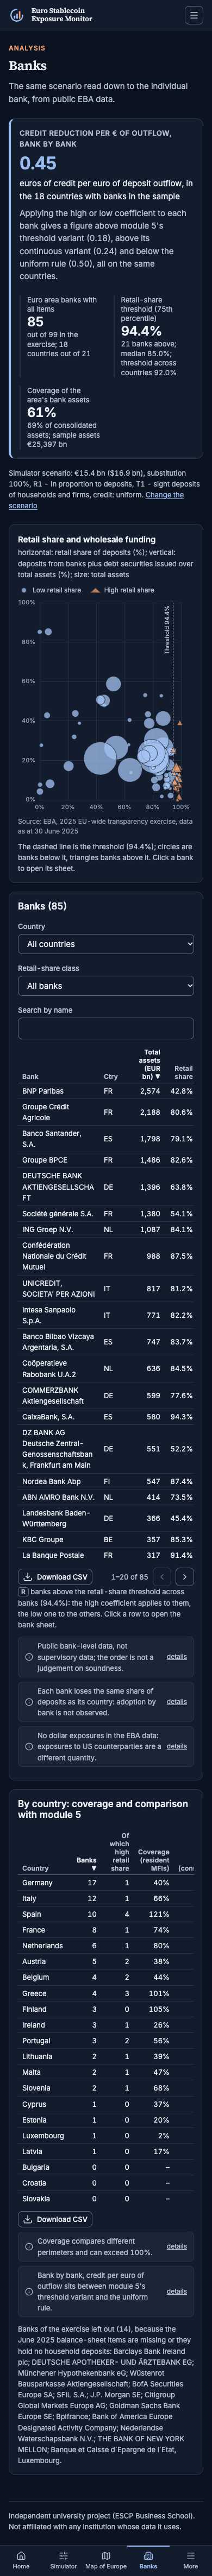 Euro Stablecoin
Exposure Monitor
ANALYSIS
Banks
The same scenario read down to the individual
bank, from public EBA data.
CREDIT REDUCTION PER € OF OUTFLOW,
BANK BY BANK
0.45
euros of credit per euro of deposit outflow, in
the 18 countries with banks in the sample
Applying the high or low coefficient to each
bank gives a figure above module 5's
threshold variant (0.18), above its
continuous variant (0.24) and below the
uniform rule (0.50), all on the same
countries.
Euro area banks with
all items
85
out of 99 in the
exercise; 18
countries out of 21
Retail-share
threshold (75th
percentile)
94.4%
21 banks above;
median 85.0%;
threshold across
countries 92.0%
Coverage of the
area's bank assets
61%
69% of consolidated
assets; sample assets
€25,397 bn
Simulator scenario: €15.4 bn ($16.9 bn), substitution
100%, R1 - in proportion to deposits, T1 - sight deposits
of households and firms, credit: uniform. Change the
scenario
Retail share and wholesale funding
horizontal: retail share of deposits (%); vertical:
deposits from banks plus debt securities issued over
total assets (%); size: total assets
Low retail share
High retail share
100%
80%
60%
40%
20%
0%
Threshold 94.4%
0%
20%
40%
60%
80%
100%
Source: EBA, 2025 EU-wide transparency exercise, data
as at 30 June 2025
The dashed line is the threshold (94.4%); circles are
banks below it, triangles banks above it. Click a bank
to open its sheet.
Banks (85)
Country
All countries
Retail-share class
All banks
Search by name
Bank Ctry Total assets (EUR bn) ▼ Retail share
BNP Paribas FR 2,574 42.8%
Groupe Crédit Agricole FR 2,188 80.6%
Banco Santander, S.A. ES 1,798 79.1%
Groupe BPCE FR 1,486 82.6%
DEUTSCHE BANK AKTIENGESELLSCHAFT DE 1,396 63.8%
Société générale S.A. FR 1,380 54.1%
ING Groep N.V. NL 1,087 84.1%
Confédération Nationale du Crédit Mutuel FR 988 87.5%
UNICREDIT, SOCIETA' PER AZIONI IT 817 81.2%
Intesa Sanpaolo S.p.A. IT 771 82.2%
Banco Bilbao Vizcaya Argentaria, S.A. ES 747 83.7%
Coöperatieve Rabobank U.A.2 NL 636 84.5%
COMMERZBANK Aktiengesellschaft DE 599 77.6%
CaixaBank, S.A. ES 580 94.3%
DZ BANK AG Deutsche Zentral-Genossenschaftsbank, Frankfurt am Main DE 551 52.2%
Nordea Bank Abp FI 547 87.4%
ABN AMRO Bank N.V. NL 414 73.5%
Landesbank Baden-Württemberg DE 366 45.4%
KBC Groupe BE 357 85.3%
La Banque Postale FR 317 91.4%
Download CSV
1–20 of 85
R banks above the retail-share threshold across
banks (94.4%): the high coefficient applies to them,
the low one to the others. Click a row to open the
bank sheet.
Public bank-level data, not
supervisory data; the order is not a
judgement on soundness.
details
Each bank loses the same share of
deposits as its country: adoption by
bank is not observed.
details
No dollar exposures in the EBA data:
exposures to US counterparties are a
different quantity.
details
By country: coverage and comparison
with module 5
Country Banks ▼ Of which high retail share Coverage (resident MFIs) (cons
Germany 17 1 40%
Italy 12 1 66%
Spain 10 4 121%
France 8 1 74%
Netherlands 6 1 80%
Austria 5 2 38%
Belgium 4 2 44%
Greece 4 3 101%
Finland 3 0 105%
Ireland 3 1 26%
Portugal 3 2 56%
Lithuania 2 1 39%
Malta 2 1 47%
Slovenia 2 1 68%
Cyprus 1 0 37%
Estonia 1 0 20%
Luxembourg 1 0 2%
Latvia 1 0 17%
Bulgaria 0 0 –
Croatia 0 0 –
Slovakia 0 0 –
Download CSV
Coverage compares different
perimeters and can exceed 100%.
details
Bank by bank, credit per euro of
outflow sits between module 5's
threshold variant and the uniform
rule.
details
Banks of the exercise left out (14), because the
June 2025 balance-sheet items are missing or they
hold no household deposits: Barclays Bank Ireland
plc; DEUTSCHE APOTHEKER- UND ÄRZTEBANK EG;
Münchener Hypothekenbank eG; Wüstenrot
Bausparkasse Aktiengesellschaft; BofA Securities
Europe SA; SFIL S.A.; J.P. Morgan SE; Citigroup
Global Markets Europe AG; Goldman Sachs Bank
Europe SE; Bpifrance; Bank of America Europe
Designated Activity Company; Nederlandse
Waterschapsbank N.V.; THE BANK OF NEW YORK
MELLON; Banque et Caisse d´Epargne de l´Etat,
Luxembourg.
Independent university project (ESCP Business School).
Not affiliated with any institution whose data it uses.
Home
Simulator
Map of Europe
Banks
More